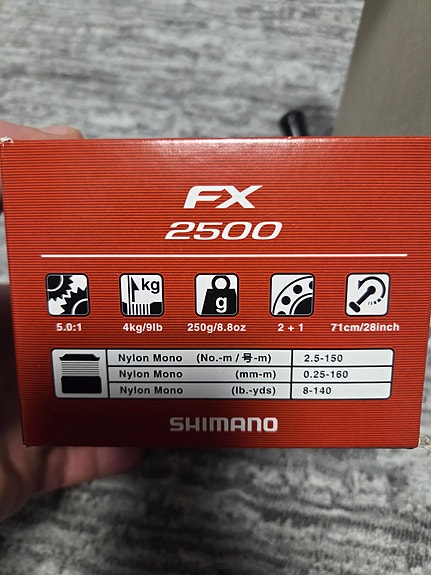 FX
2500
kg
g
5.0:1 4kg/9lb 250g/8.8oz 2 + 1 71cm/28inch
Nylon Mono (No.-m / 号-m) 2.5-150
Nylon Mono (mm-m) 0.25-160
Nylon Mono (lb.-yds) 8-140
SHIMANO